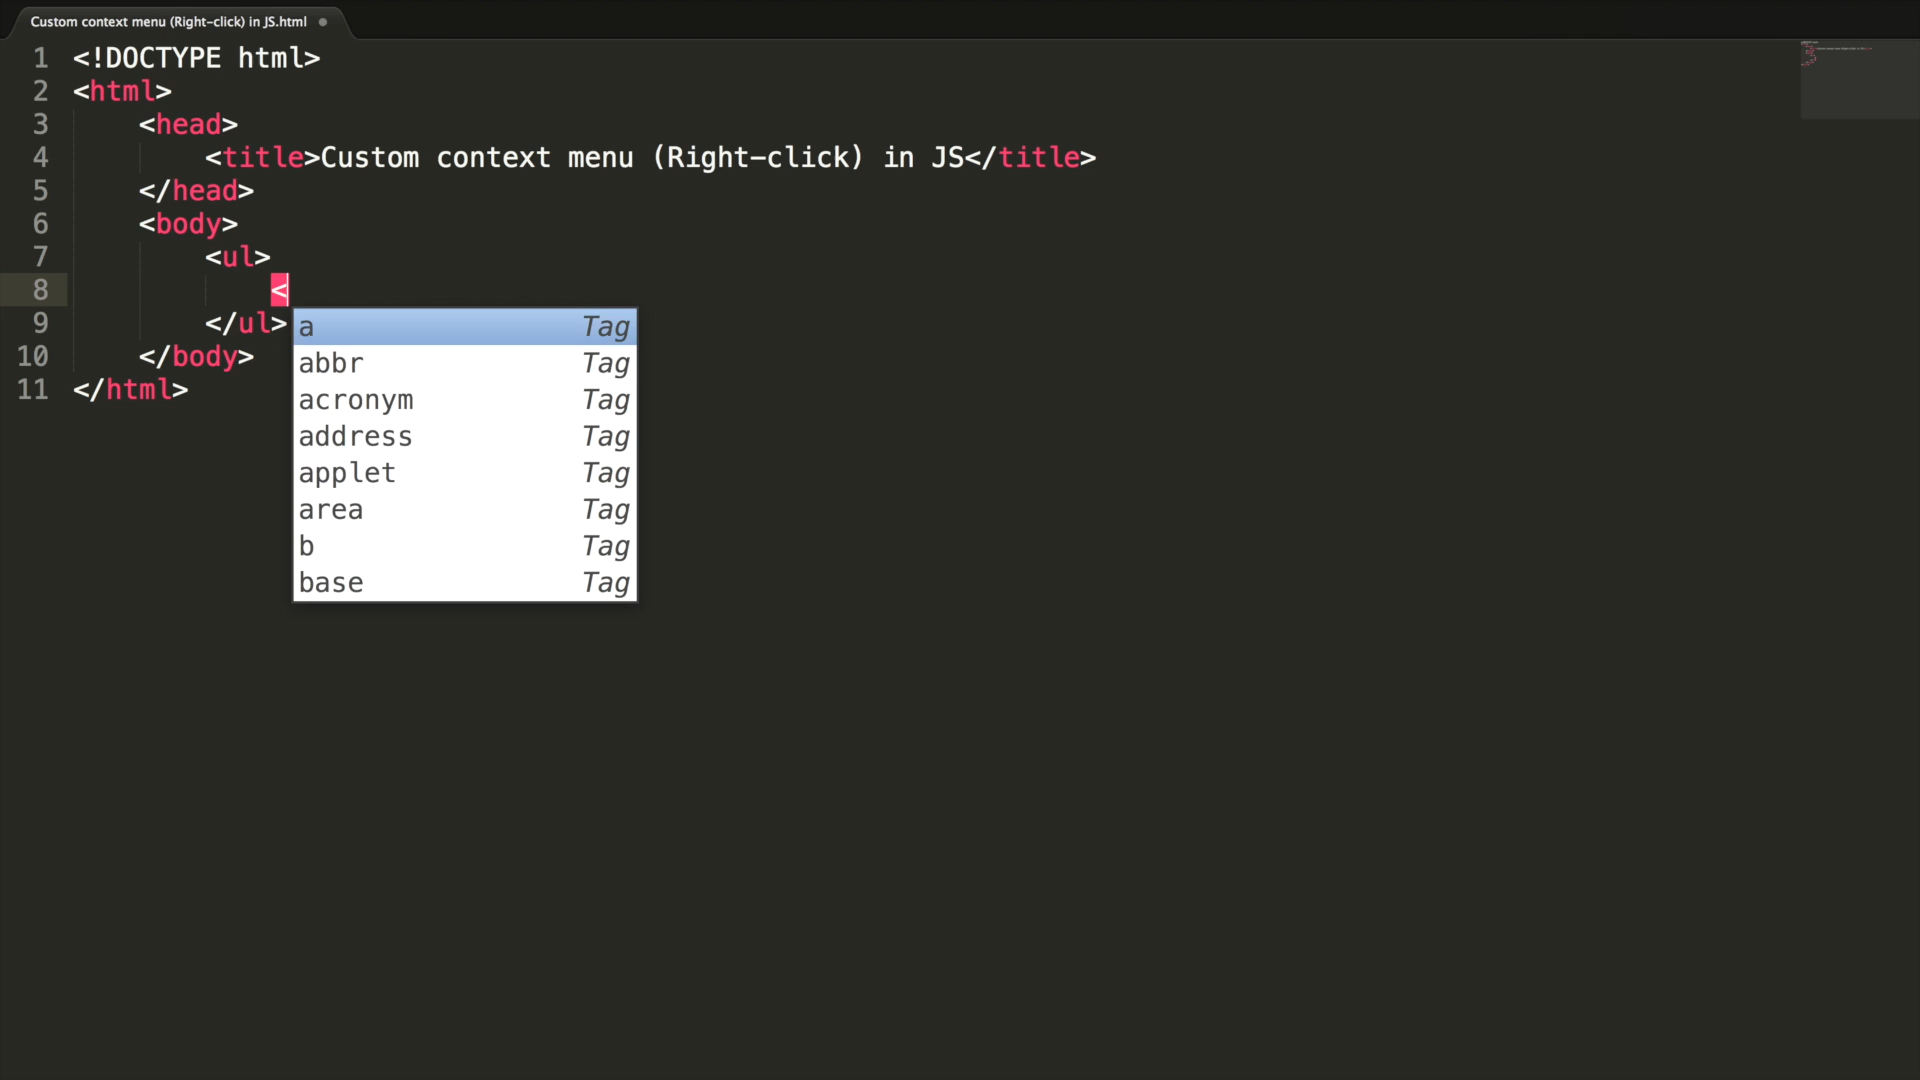 Custom context menu (Right-click) in JS.html
1 <!DOCTYPE html>
2 <html>
3 <head>
4 <title>Custom context menu (Right-click) in JS</title>
5 </head>
6 <body>
7 <ul>
8 <
9 </ul>
10 </body>
11 </html>
a Tag
abbr Tag
acronym Tag
address Tag
applet Tag
area Tag
b Tag
base Tag